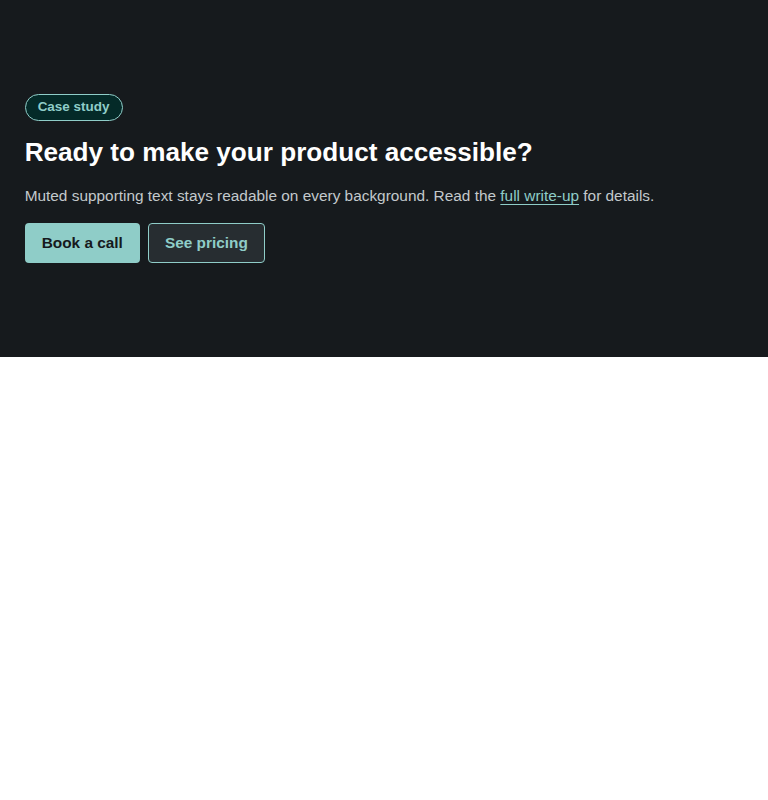 Case study
Ready to make your product accessible?
Muted supporting text stays readable on every background. Read the full write-up for details.
Book a call
See pricing